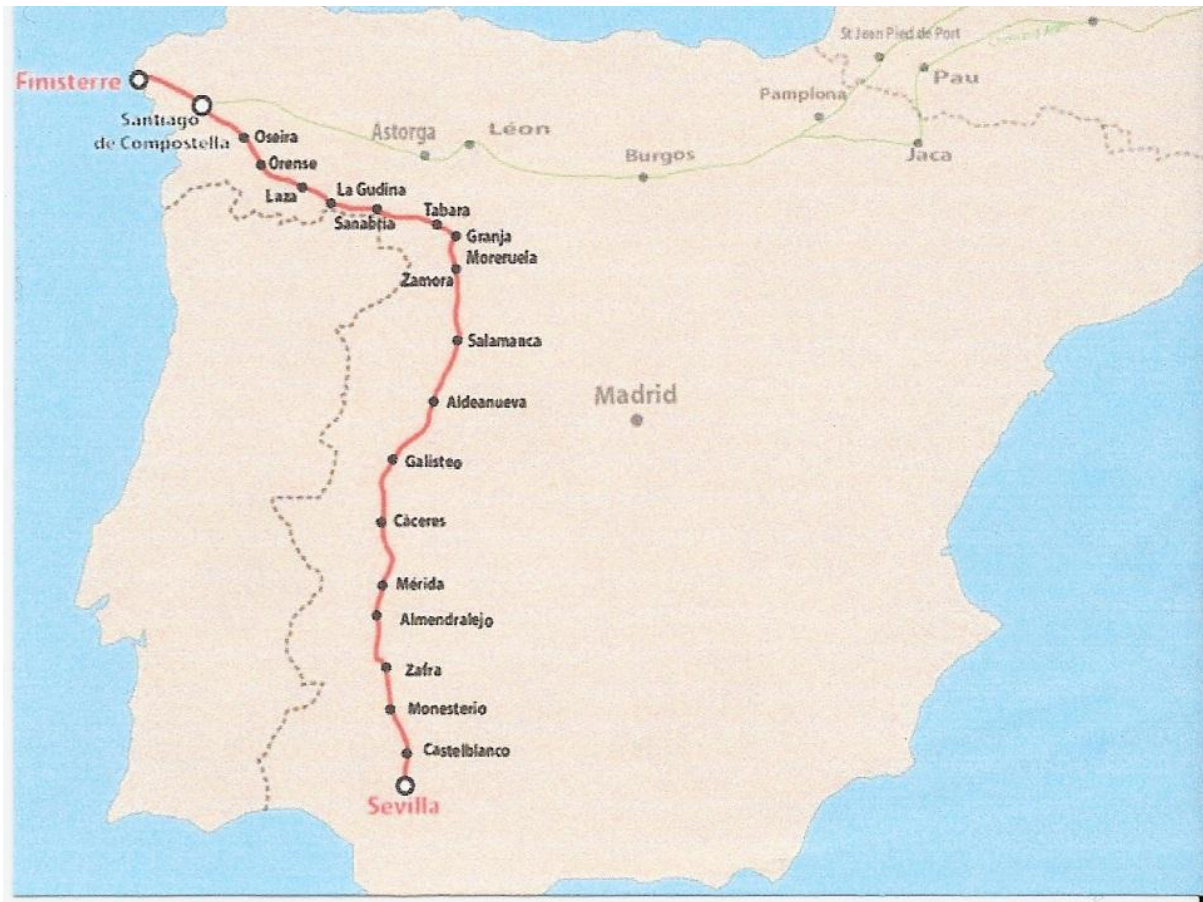 St Jean Pied de Port
Finisterre
Pau
Pamplona
Santiago
de Compostella
Oseira
Astorga
Léon
Burgos
Jaca
Orense
Laza
La Gudina
Sanabria
Tabara
Granja
Moreruela
Zamora
Salamanca
Madrid
Aldeanueva
Galisteo
Càceres
Mérida
Almendralejo
Zafra
Monesterio
Castelblanco
Sevilla